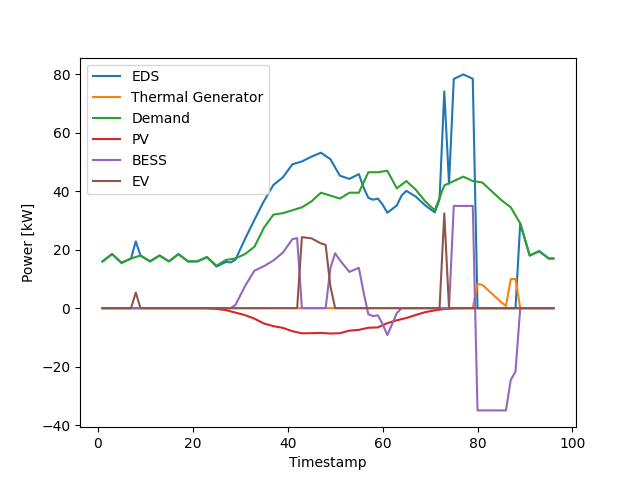 EDS
Thermal Generator
Demand
PV
BESS
EV
80
60
40
20
0
−20
−40
Power [kW]
0 20 40 60 80 100
Timestamp